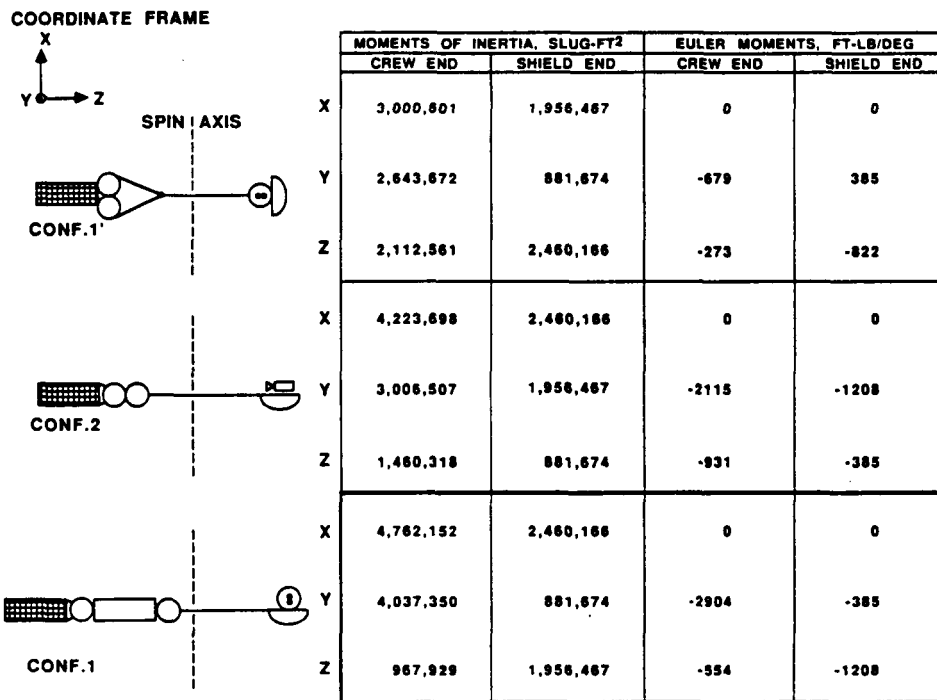 COORDINATE FRAME
X
Y Z
SPIN AXIS
CONF.1'
CONF.2
CONF.1
MOMENTS OF INERTIA, SLUG-FT2 EULER MOMENTS, FT-LB/DEG
CREW END SHIELD END CREW END SHIELD END
X 3,000,601 1,956,467 0 0
Y 2,643,672 881,674 -679 385
Z 2,112,561 2,460,166 -273 -822
X 4,223,698 2,460,166 0 0
Y 3,006,507 1,956,467 -2115 -1208
Z 1,460,318 881,674 -931 -385
X 4,762,152 2,460,166 0 0
Y 4,037,350 881,674 -2904 -385
Z 967,929 1,956,467 -554 -1208